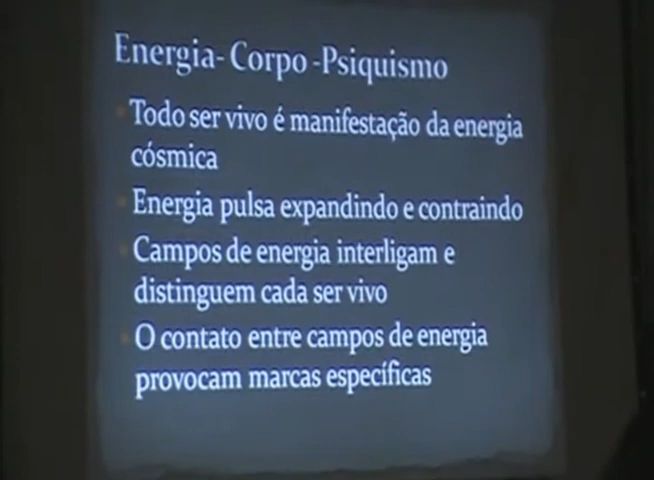 Energia- Corpo -Psiquismo
Todo ser vivo é manifestação da energia
cósmica
Energia pulsa expandindo e contraindo
Campos de energia interligam e
distinguem cada ser vivo
O contato entre campos de energia
provocam marcas específicas